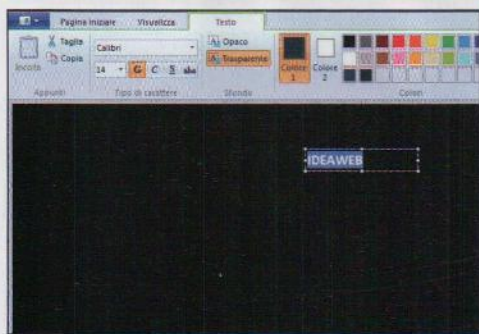 Pagina iniziare Visualizza Testo
Taglia
Copia
Incolla
Appunti
Calibri
14 G C S abc
Tipo di carattere
Opaco
Trasparente
Sfondo
Colore 1
Colore 2
Colori
IDEAWEB